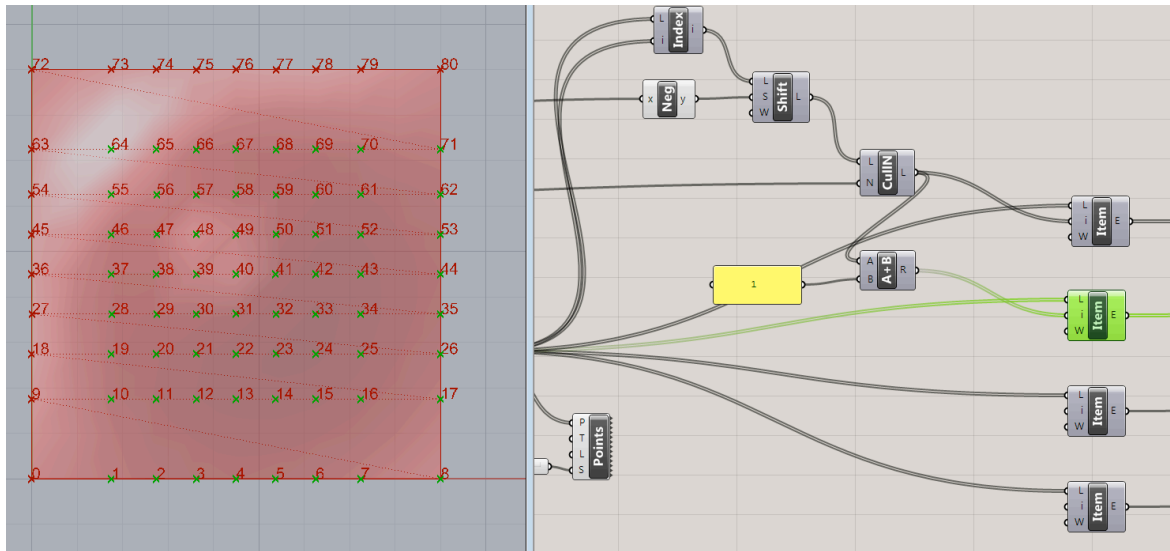 72 73 74 75 76 77 78 79 80
63 64 65 66 67 68 69 70 71
54 55 56 57 58 59 60 61 62
45 46 47 48 49 50 51 52 53
36 37 38 39 40 41 42 43 44
27 28 29 30 31 32 33 34 35
18 19 20 21 22 23 24 25 26
9 10 11 12 13 14 15 16 17
0 1 2 3 4 5 6 7 8
L
i
Index
i
x
Neg
y
L
S
W
Shift
L
L
N
CullN
L
L
i
W
Item
E
1
A
B
A+B
R
L
i
W
Item
E
L
i
W
Item
E
P
T
L
S
Points
L
i
W
Item
E